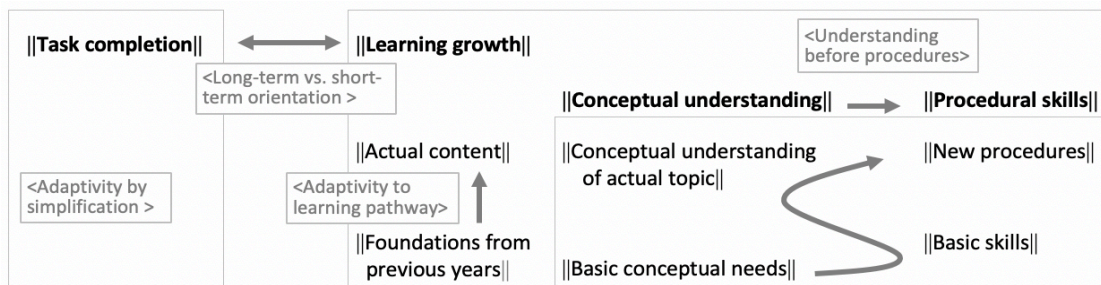 ||Task completion||
||Learning growth||
<Understanding
before procedures>
<Long-term vs. short-
term orientation >
||Conceptual understanding||
||Procedural skills||
||Actual content||
||Conceptual understanding
of actual topic||
||New procedures||
<Adaptivity by
simplification >
<Adaptivity to
learning pathway>
||Foundations from
previous years||
||Basic conceptual needs||
||Basic skills||